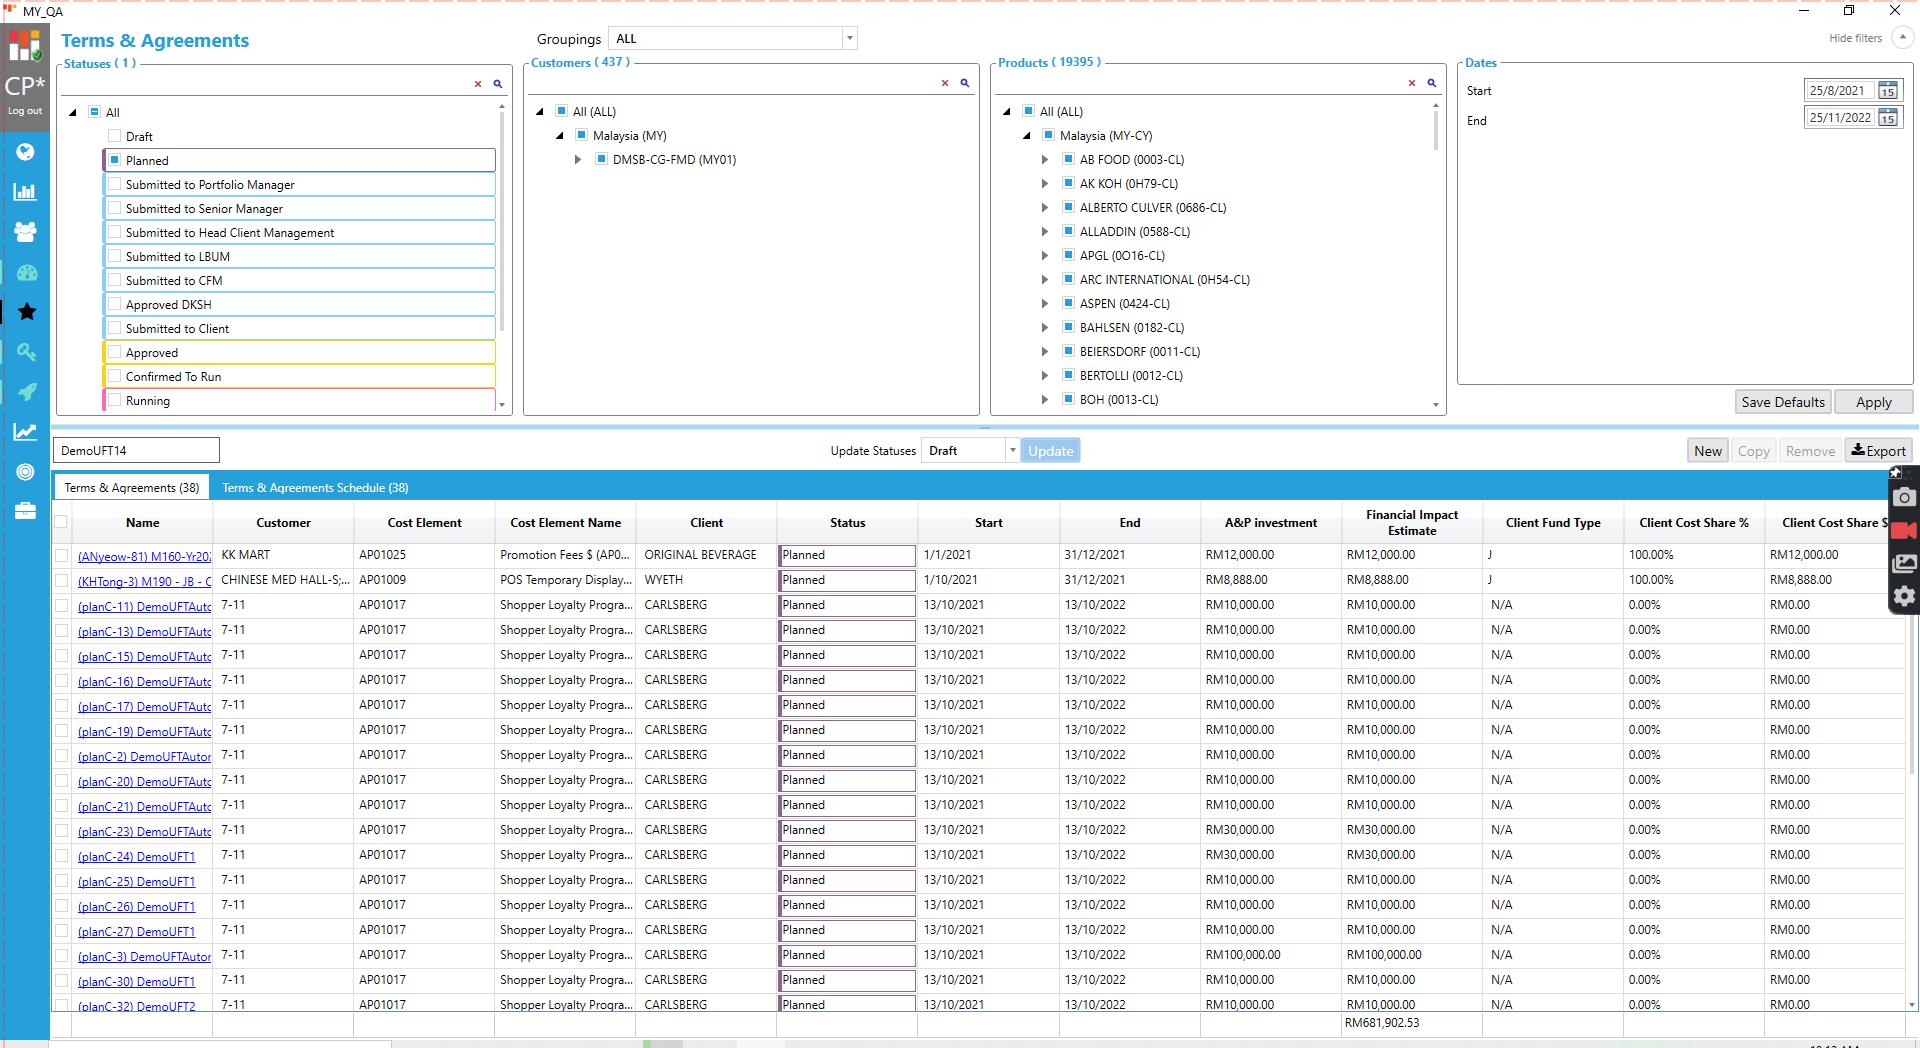 MY_QA
CP*
Log out
Terms & Agreements
Groupings ALL
Hide filters
Statuses ( 1 )
All
Draft
Planned
Submitted to Portfolio Manager
Submitted to Senior Manager
Submitted to Head Client Management
Submitted to LBUM
Submitted to CFM
Approved DKSH
Submitted to Client
Approved
Confirmed To Run
Running
Customers ( 437 )
All (ALL)
Malaysia (MY)
DMSB-CG-FMD (MY01)
Products ( 19395 )
All (ALL)
Malaysia (MY-CY)
AB FOOD (0003-CL)
AK KOH (0H79-CL)
ALBERTO CULVER (0686-CL)
ALLADDIN (0588-CL)
APGL (0O16-CL)
ARC INTERNATIONAL (0H54-CL)
ASPEN (0424-CL)
BAHLSEN (0182-CL)
BEIERSDORF (0011-CL)
BERTOLLI (0012-CL)
BOH (0013-CL)
Dates
Start 25/8/2021 15
End 25/11/2022 15
Save Defaults Apply
DemoUFT14 Update Statuses Draft Update New Copy Remove Export
Terms & Agreements (38) Terms & Agreements Schedule (38)
Name Customer Cost Element Cost Element Name Client Status Start End A&P investment Financial Impact Estimate Client Fund Type Client Cost Share % Client Cost Share $
(ANyeow-81) M160-Yr20 KK MART AP01025 Promotion Fees $ (AP0... ORIGINAL BEVERAGE Planned 1/1/2021 31/12/2021 RM12,000.00 RM12,000.00 J 100.00% RM12,000.00
(KHTong-3) M190 - JB - C CHINESE MED HALL-S;... AP01009 POS Temporary Display... WYETH Planned 1/10/2021 31/12/2021 RM8,888.00 RM8,888.00 J 100.00% RM8,888.00
(planC-11) DemoUFTAuto 7-11 AP01017 Shopper Loyalty Progra... CARLSBERG Planned 13/10/2021 13/10/2022 RM10,000.00 RM10,000.00 N/A 0.00% RM0.00
(planC-13) DemoUFTAuto 7-11 AP01017 Shopper Loyalty Progra... CARLSBERG Planned 13/10/2021 13/10/2022 RM10,000.00 RM10,000.00 N/A 0.00% RM0.00
(planC-15) DemoUFTAuto 7-11 AP01017 Shopper Loyalty Progra... CARLSBERG Planned 13/10/2021 13/10/2022 RM10,000.00 RM10,000.00 N/A 0.00% RM0.00
(planC-16) DemoUFTAuto 7-11 AP01017 Shopper Loyalty Progra... CARLSBERG Planned 13/10/2021 13/10/2022 RM10,000.00 RM10,000.00 N/A 0.00% RM0.00
(planC-17) DemoUFTAuto 7-11 AP01017 Shopper Loyalty Progra... CARLSBERG Planned 13/10/2021 13/10/2022 RM10,000.00 RM10,000.00 N/A 0.00% RM0.00
(planC-19) DemoUFTAuto 7-11 AP01017 Shopper Loyalty Progra... CARLSBERG Planned 13/10/2021 13/10/2022 RM10,000.00 RM10,000.00 N/A 0.00% RM0.00
(planC-2) DemoUFTAutor 7-11 AP01017 Shopper Loyalty Progra... CARLSBERG Planned 13/10/2021 13/10/2022 RM10,000.00 RM10,000.00 N/A 0.00% RM0.00
(planC-20) DemoUFTAuto 7-11 AP01017 Shopper Loyalty Progra... CARLSBERG Planned 13/10/2021 13/10/2022 RM10,000.00 RM10,000.00 N/A 0.00% RM0.00
(planC-21) DemoUFTAuto 7-11 AP01017 Shopper Loyalty Progra... CARLSBERG Planned 13/10/2021 13/10/2022 RM10,000.00 RM10,000.00 N/A 0.00% RM0.00
(planC-23) DemoUFTAuto 7-11 AP01017 Shopper Loyalty Progra... CARLSBERG Planned 13/10/2021 13/10/2022 RM30,000.00 RM30,000.00 N/A 0.00% RM0.00
(planC-24) DemoUFT1 7-11 AP01017 Shopper Loyalty Progra... CARLSBERG Planned 13/10/2021 13/10/2022 RM30,000.00 RM30,000.00 N/A 0.00% RM0.00
(planC-25) DemoUFT1 7-11 AP01017 Shopper Loyalty Progra... CARLSBERG Planned 13/10/2021 13/10/2022 RM10,000.00 RM10,000.00 N/A 0.00% RM0.00
(planC-26) DemoUFT1 7-11 AP01017 Shopper Loyalty Progra... CARLSBERG Planned 13/10/2021 13/10/2022 RM10,000.00 RM10,000.00 N/A 0.00% RM0.00
(planC-27) DemoUFT1 7-11 AP01017 Shopper Loyalty Progra... CARLSBERG Planned 13/10/2021 13/10/2022 RM10,000.00 RM10,000.00 N/A 0.00% RM0.00
(planC-3) DemoUFTAutor 7-11 AP01017 Shopper Loyalty Progra... CARLSBERG Planned 13/10/2021 13/10/2022 RM100,000.00 RM100,000.00 N/A 0.00% RM0.00
(planC-30) DemoUFT1 7-11 AP01017 Shopper Loyalty Progra... CARLSBERG Planned 13/10/2021 13/10/2022 RM10,000.00 RM10,000.00 N/A 0.00% RM0.00
(planC-32) DemoUFT2 7-11 AP01017 Shopper Loyalty Progra... CARLSBERG Planned 13/10/2021 13/10/2022 RM10,000.00 RM10,000.00 N/A 0.00% RM0.00
RM681,902.53